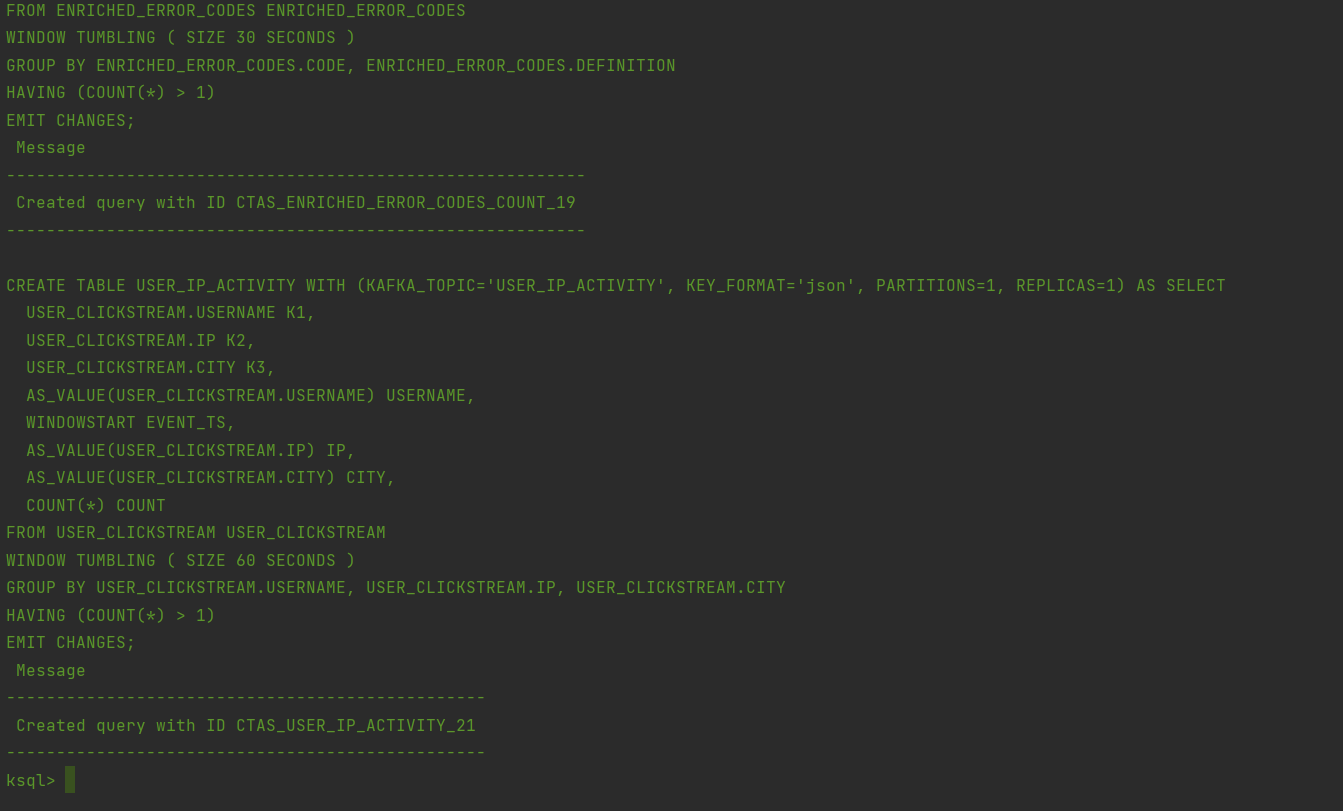 FROM ENRICHED_ERROR_CODES ENRICHED_ERROR_CODES
WINDOW TUMBLING ( SIZE 30 SECONDS )
GROUP BY ENRICHED_ERROR_CODES.CODE, ENRICHED_ERROR_CODES.DEFINITION
HAVING (COUNT(*) > 1)
EMIT CHANGES;
 Message
----------------------------------------------------------
 Created query with ID CTAS_ENRICHED_ERROR_CODES_COUNT_19
----------------------------------------------------------

CREATE TABLE USER_IP_ACTIVITY WITH (KAFKA_TOPIC='USER_IP_ACTIVITY', KEY_FORMAT='json', PARTITIONS=1, REPLICAS=1) AS SELECT
  USER_CLICKSTREAM.USERNAME K1,
  USER_CLICKSTREAM.IP K2,
  USER_CLICKSTREAM.CITY K3,
  AS_VALUE(USER_CLICKSTREAM.USERNAME) USERNAME,
  WINDOWSTART EVENT_TS,
  AS_VALUE(USER_CLICKSTREAM.IP) IP,
  AS_VALUE(USER_CLICKSTREAM.CITY) CITY,
  COUNT(*) COUNT
FROM USER_CLICKSTREAM USER_CLICKSTREAM
WINDOW TUMBLING ( SIZE 60 SECONDS )
GROUP BY USER_CLICKSTREAM.USERNAME, USER_CLICKSTREAM.IP, USER_CLICKSTREAM.CITY
HAVING (COUNT(*) > 1)
EMIT CHANGES;
 Message
------------------------------------------------
 Created query with ID CTAS_USER_IP_ACTIVITY_21
------------------------------------------------
ksql>